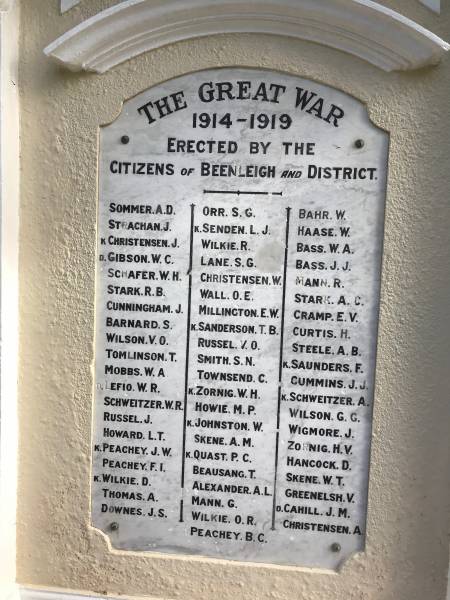 THE GREAT WAR
1914-1919
ERECTED BY THE
CITIZENS OF BEENLEIGH AND DISTRICT.
SOMMER. A.D.
STRACHAN. J.
K CHRISTENSEN. J.
D. GIBSON. W. C.
SCHAFER. W. H.
STARK. R. B.
CUNNINGHAM. J.
BARNARD. S.
WILSON. V. O.
TOMLINSON. T.
MOBBS. W. A
D. LEFIO. W. R.
SCHWEITZER. W. R.
RUSSEL. J.
HOWARD. L. T.
K. PEACHEY. J. W.
PEACHEY. F. I.
K. WILKIE. D.
THOMAS. A.
DOWNES. J. S.
ORR. S. G.
K. SENDEN. L. J.
WILKIE. R.
LANE. S. G.
CHRISTENSEN. W.
WALL. O. E.
MILLINGTON. E. W.
K. SANDERSON. T. B.
RUSSEL. V. O.
SMITH. S. N.
TOWNSEND. C.
K. ZORNIG. W. H.
HOWIE. M. P.
K. JOHNSTON. W.
SKENE. A. M.
K. QUAST. P. C.
BEAUSANG. T.
ALEXANDER. A. L.
MANN. G.
WILKIE. O. R.
PEACHEY. B. C.
BAHR. W.
HAASE. W.
BASS. W. A.
BASS. J. J.
MANN. R.
STARK. A. C.
CRAMP. E. V.
CURTIS. H.
STEELE. A. B.
K. SAUNDERS. F.
CUMMINS. J. J.
K. SCHWEITZER. A.
WILSON. G. G.
WIGMORE. J.
ZORNIG. H. V.
HANCOCK. D.
SKENE. W. T.
GREENELSH. V.
D. CAHILL. J. M.
CHRISTENSEN. A